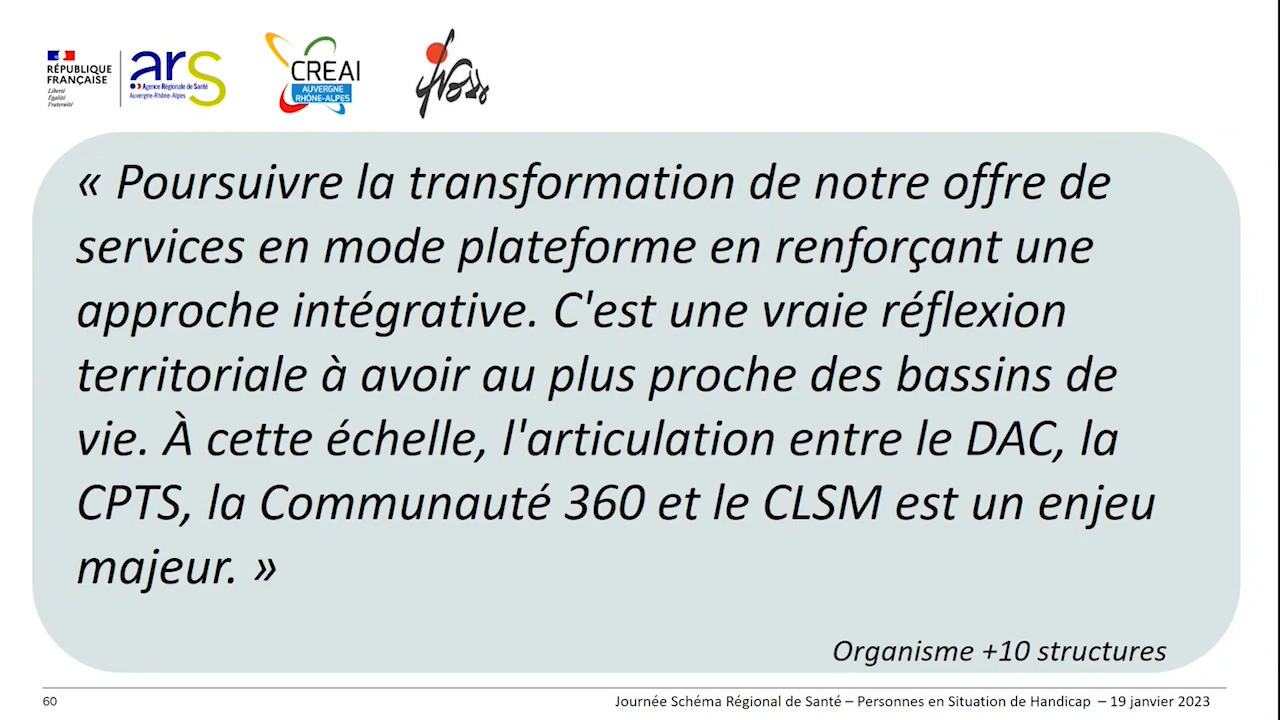 RÉPUBLIQUE
FRANÇAISE
Liberté
Égalité
Fraternité
ars
Agence Régionale de Santé
Auvergne-Rhône-Alpes
CREAI
AUVERGNE
RHÔNE-ALPES
« Poursuivre la transformation de notre offre de
services en mode plateforme en renforçant une
approche intégrative. C'est une vraie réflexion
territoriale à avoir au plus proche des bassins de
vie. À cette échelle, l'articulation entre le DAC, la
CPTS, la Communauté 360 et le CLSM est un enjeu
majeur. »
Organisme +10 structures
60
Journée Schéma Régional de Santé – Personnes en Situation de Handicap – 19 janvier 2023